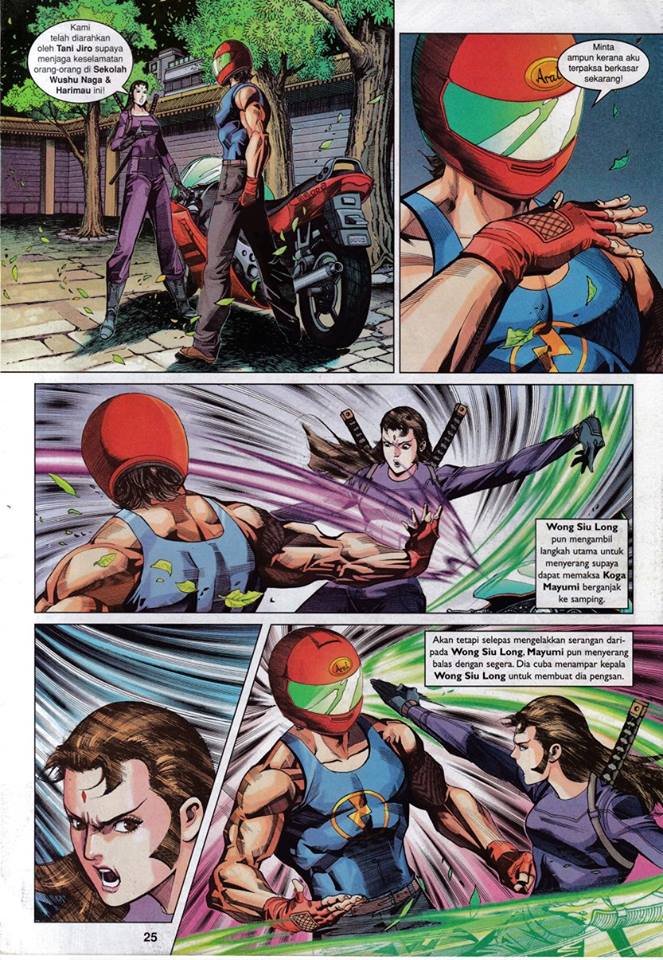 Kami
telah diarahkan
oleh Tani Jiro supaya
menjaga keselamatan
orang-orang di Sekolah
Wushu Naga &
Harimau ini!
Minta
ampun kerana aku
terpaksa berkasar
sekarang!
Arai
Wong Siu Long
pun mengambil
langkah utama untuk
menyerang supaya
dapat memaksa Koga
Mayumi berganjak
ke samping.
Akan tetapi selepas mengelakkan serangan dari-
pada Wong Siu Long, Mayumi pun menyerang
balas dengan segera. Dia cuba menampar kepala
Wong Siu Long untuk membuat dia pengsan.
Arai
25